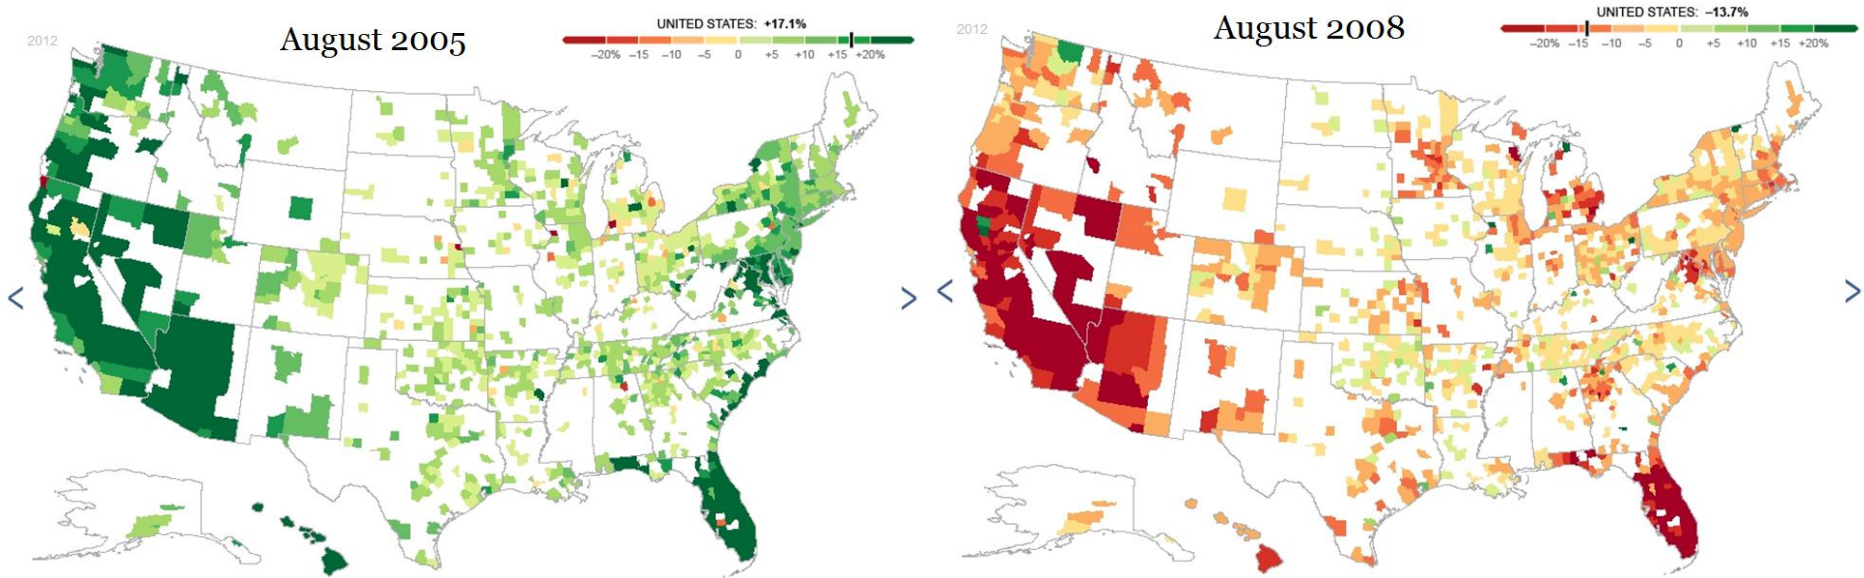 2012
August 2005
UNITED STATES: +17.1%
−20% −15 −10 −5 0 +5 +10 +15 +20%
<
>
2012
August 2008
UNITED STATES: −13.7%
−20% −15 −10 −5 0 +5 +10 +15 +20%
<
>